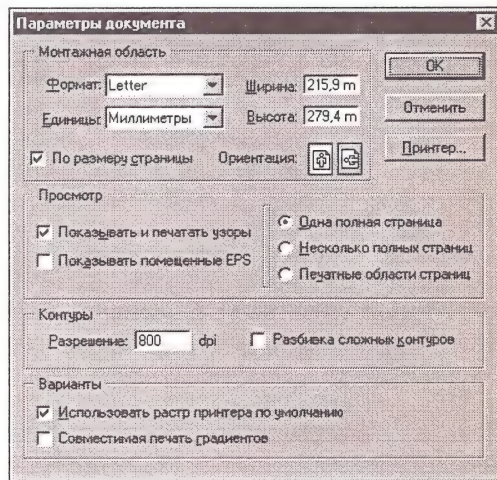 Параметры документа
Монтажная область
Формат: Letter Ширина: 215,9 m
Единицы: Миллиметры Высота: 279,4 m
По размеру страницы Ориентация:
OK
Отменить
Принтер...
Просмотр
Показывать и печатать узоры
Показывать помещенные EPS
Одна полная страница
Несколько полных страниц
Печатные области страниц
Контуры
Разрешение: 800 dpi Разбивка сложных контуров
Варианты
Использовать растр принтера по умолчанию
Совместимая печать градиентов